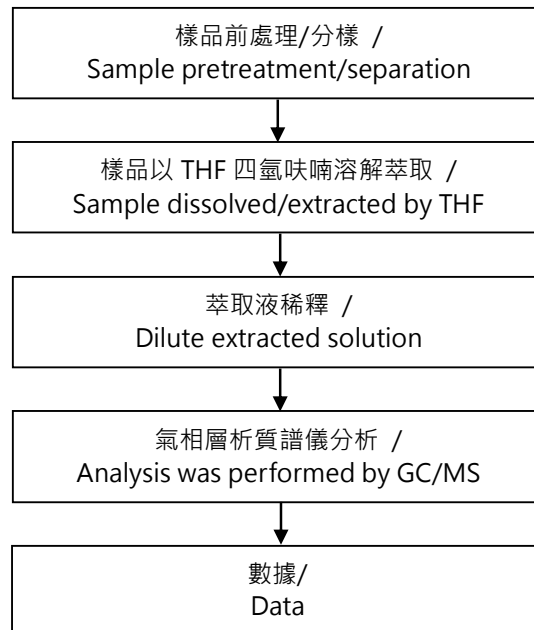 樣品前處理/分樣 /
Sample pretreatment/separation
樣品以 THF 四氫呋喃溶解萃取 /
Sample dissolved/extracted by THF
萃取液稀釋 /
Dilute extracted solution
氣相層析質譜儀分析 /
Analysis was performed by GC/MS
數據/
Data